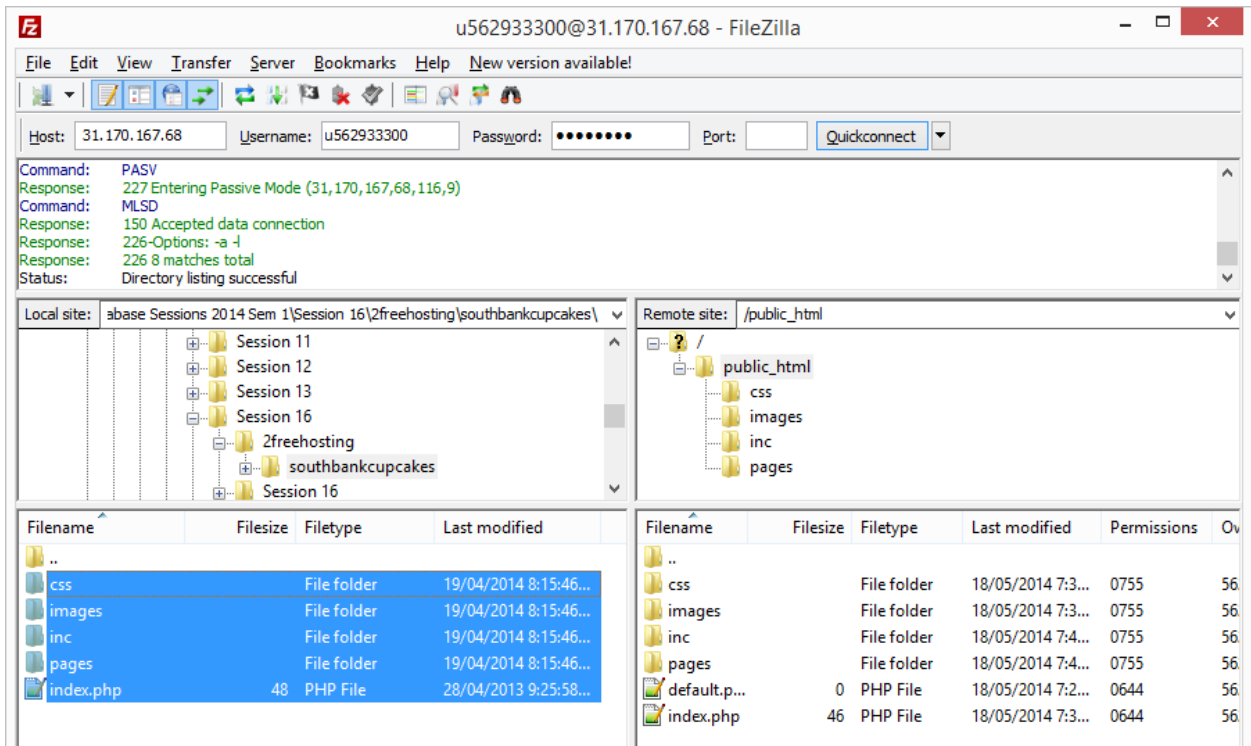 Fz u562933300@31.170.167.68 - FileZilla
File Edit View Transfer Server Bookmarks Help New version available!
Host: 31.170.167.68 Username: u562933300 Password: ●●●●●●●● Port: Quickconnect
Command: PASV
Response: 227 Entering Passive Mode (31,170,167,68,116,9)
Command: MLSD
Response: 150 Accepted data connection
Response: 226-Options: -a -l
Response: 226 8 matches total
Status: Directory listing successful
Local site: abase Sessions 2014 Sem 1\Session 16\2freehosting\southbankcupcakes\
Session 11
Session 12
Session 13
Session 16
2freehosting
southbankcupcakes
Session 16
Remote site: /public_html
? /
public_html
css
images
inc
pages
Filename Filesize Filetype Last modified
..
css File folder 19/04/2014 8:15:46...
images File folder 19/04/2014 8:15:46...
inc File folder 19/04/2014 8:15:46...
pages File folder 19/04/2014 8:15:46...
index.php 48 PHP File 28/04/2013 9:25:58...
Filename Filesize Filetype Last modified Permissions Ow
..
css File folder 18/05/2014 7:3... 0755 56
images File folder 18/05/2014 7:3... 0755 56
inc File folder 18/05/2014 7:4... 0755 56
pages File folder 18/05/2014 7:4... 0755 56
default.p... 0 PHP File 18/05/2014 7:2... 0644 56
index.php 46 PHP File 18/05/2014 7:3... 0644 56